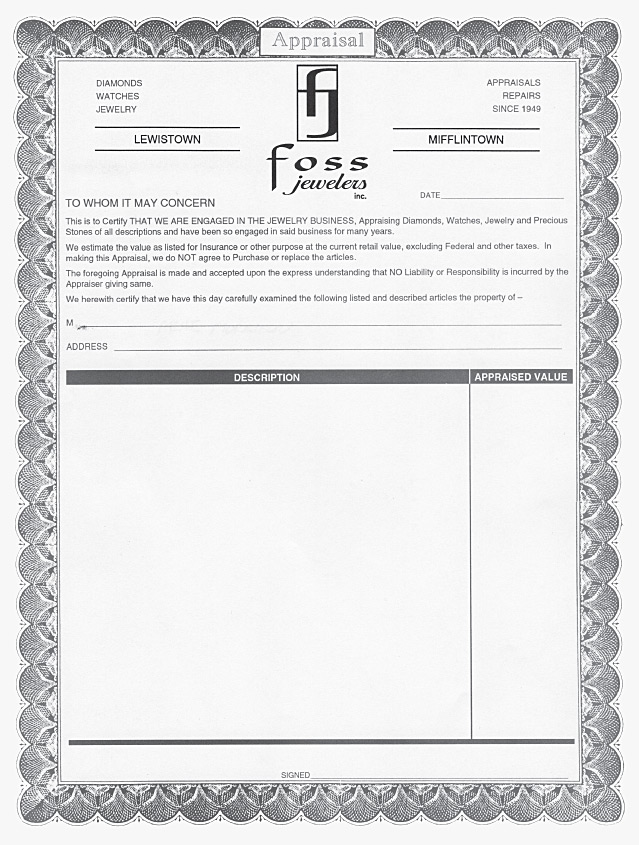 Appraisal
DIAMONDS
WATCHES
JEWELRY
fj
APPRAISALS
REPAIRS
SINCE 1949
LEWISTOWN
MIFFLINTOWN
foss
jewelers
inc.
DATE
TO WHOM IT MAY CONCERN
This is to Certify THAT WE ARE ENGAGED IN THE JEWELRY BUSINESS, Appraising Diamonds, Watches, Jewelry and Precious
Stones of all descriptions and have been so engaged in said business for many years.
We estimate the value as listed for Insurance or other purpose at the current retail value, excluding Federal and other taxes. In
making this Appraisal, we do NOT agree to Purchase or replace the articles.
The foregoing Appraisal is made and accepted upon the express understanding that NO Liability or Responsibility is incurred by the
Appraiser giving same.
We herewith certify that we have this day carefully examined the following listed and described articles the property of –
M
ADDRESS
DESCRIPTION APPRAISED VALUE
SIGNED